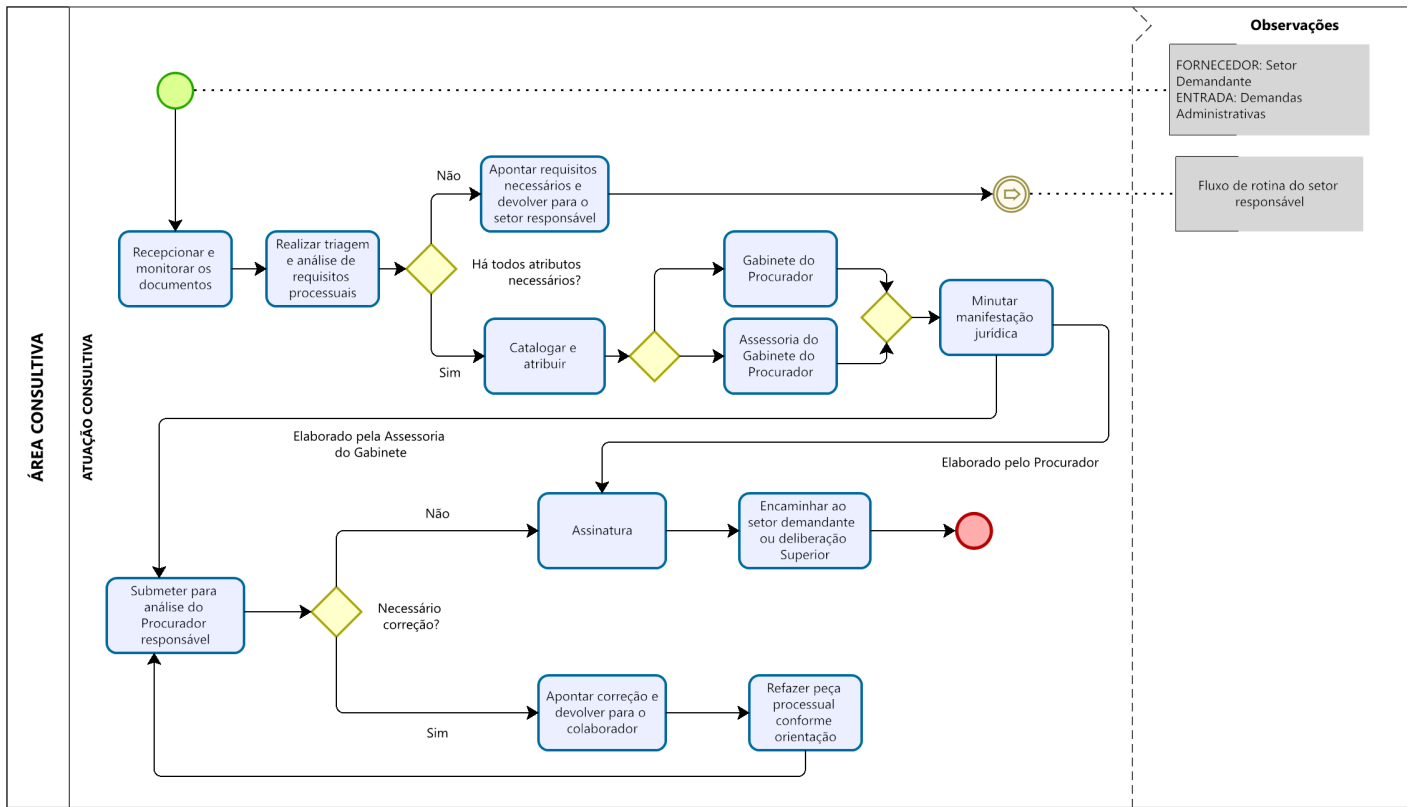 ÁREA CONSULTIVA
ATUAÇÃO CONSULTIVA
Observações
FORNECEDOR: Setor
Demandante
ENTRADA: Demandas
Administrativas
Fluxo de rotina do setor
responsável
Recepcionar e
monitorar os
documentos
Realizar triagem
e análise de
requisitos
processuais
Há todos atributos
necessários?
Não
Apontar requisitos
necessários e
devolver para o
setor responsável
Sim
Catalogar e
atribuir
Gabinete do
Procurador
Assessoria do
Gabinete do
Procurador
Minutar
manifestação
jurídica
Elaborado pela Assessoria
do Gabinete
Elaborado pelo Procurador
Submeter para
análise do
Procurador
responsável
Necessário
correção?
Não
Assinatura
Encaminhar ao
setor demandante
ou deliberação
Superior
Sim
Apontar correção e
devolver para o
colaborador
Refazer peça
processual
conforme
orientação